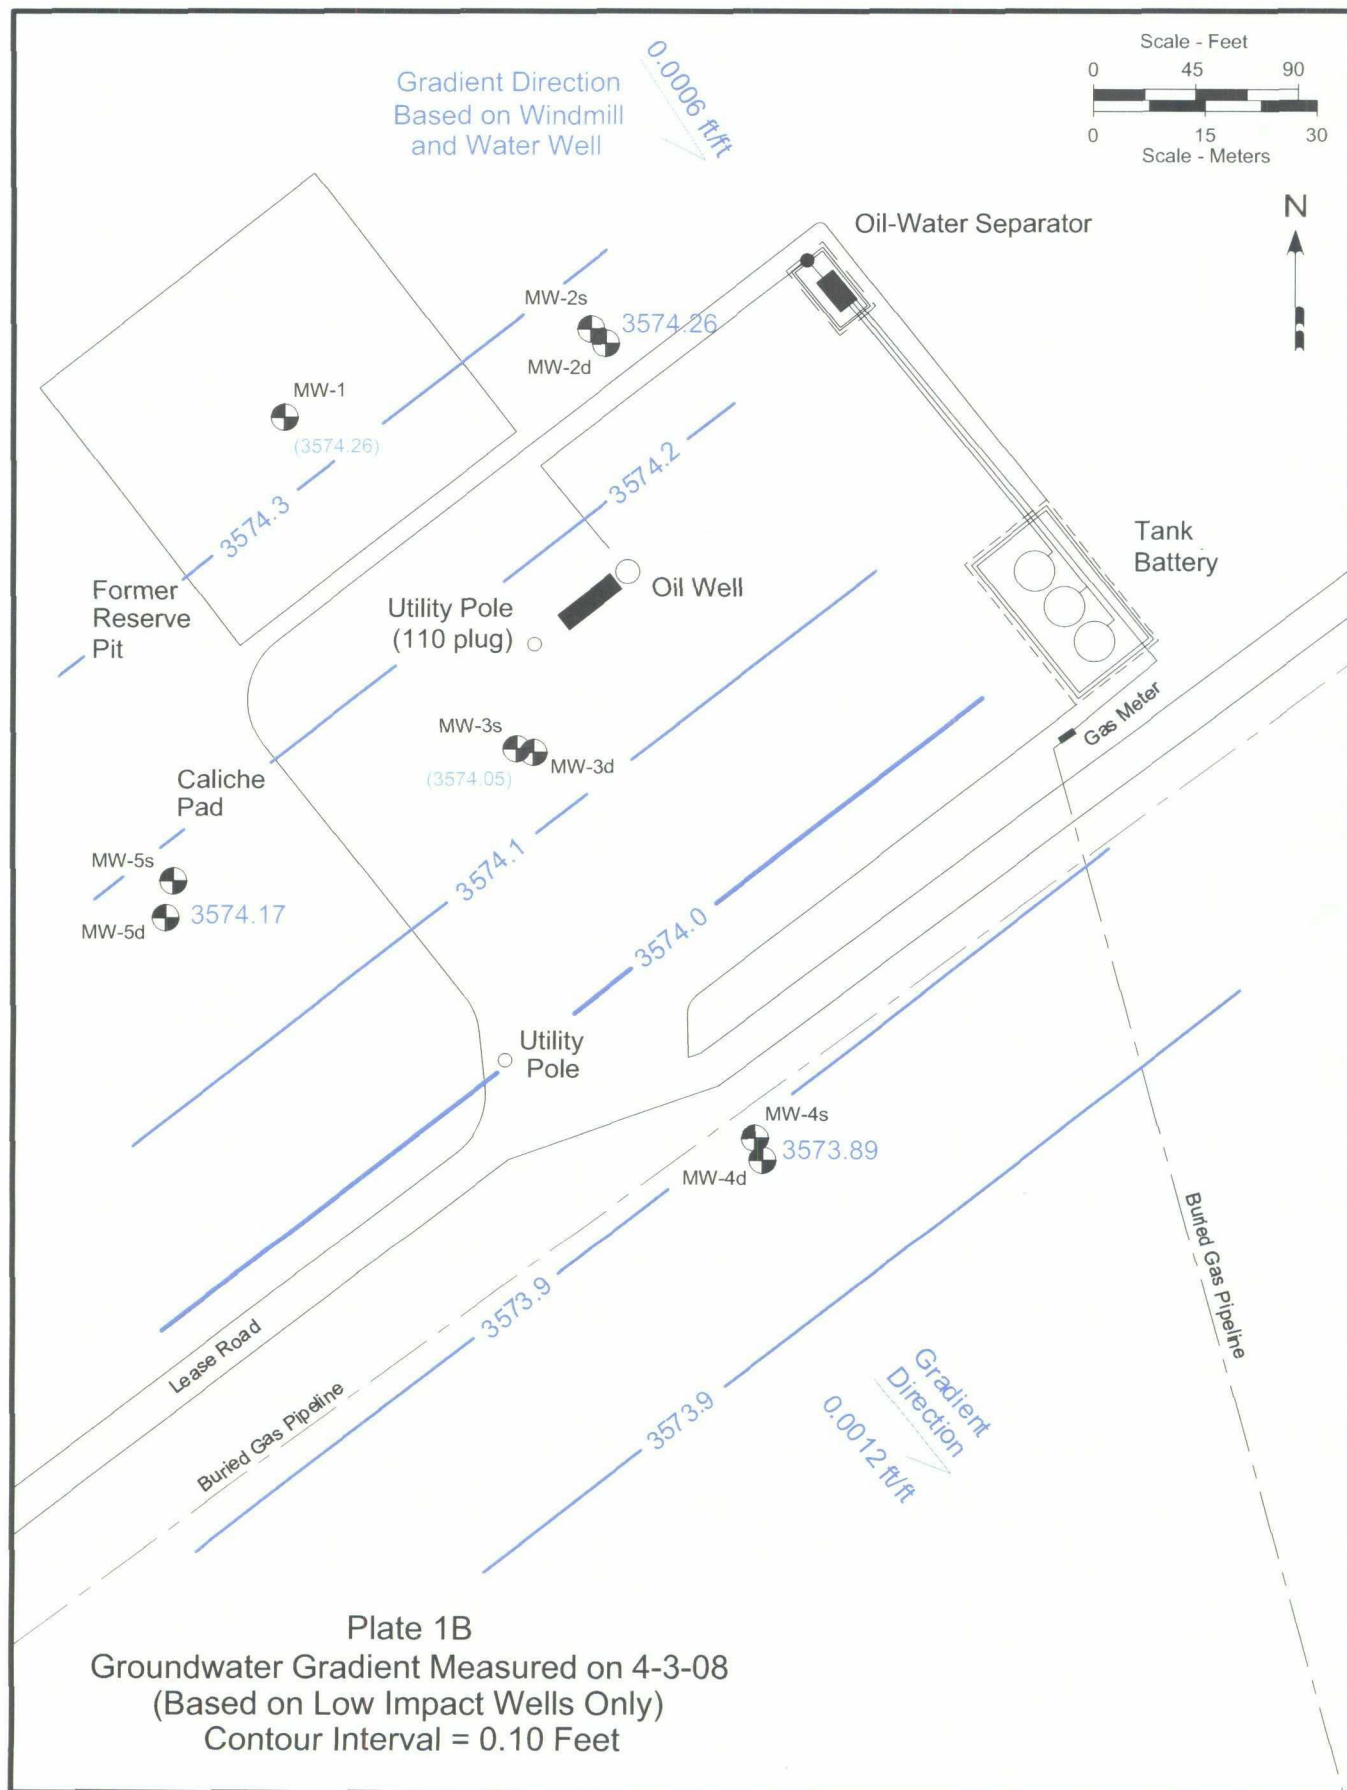 Scale - Feet
0 45 90
0 15 30
Scale - Meters
Gradient Direction
Based on Windmill
and Water Well
0.0006 ft/ft
N
Oil-Water Separator
MW-2s
3574.26
MW-2d
MW-1
(3574.26)
3574.3
3574.2
Tank
Battery
Former
Reserve
Pit
Oil Well
Utility Pole
(110 plug)
Gas Meter
MW-3s
MW-3d
(3574.05)
Caliche
Pad
MW-5s
3574.17
MW-5d
3574.1
3574.0
Utility
Pole
MW-4s
3573.89
MW-4d
Buried Gas Pipeline
3573.9
Lease Road
Buried Gas Pipeline
Gradient
Direction
0.0012 ft/ft
3573.9
Plate 1B
Groundwater Gradient Measured on 4-3-08
(Based on Low Impact Wells Only)
Contour Interval = 0.10 Feet